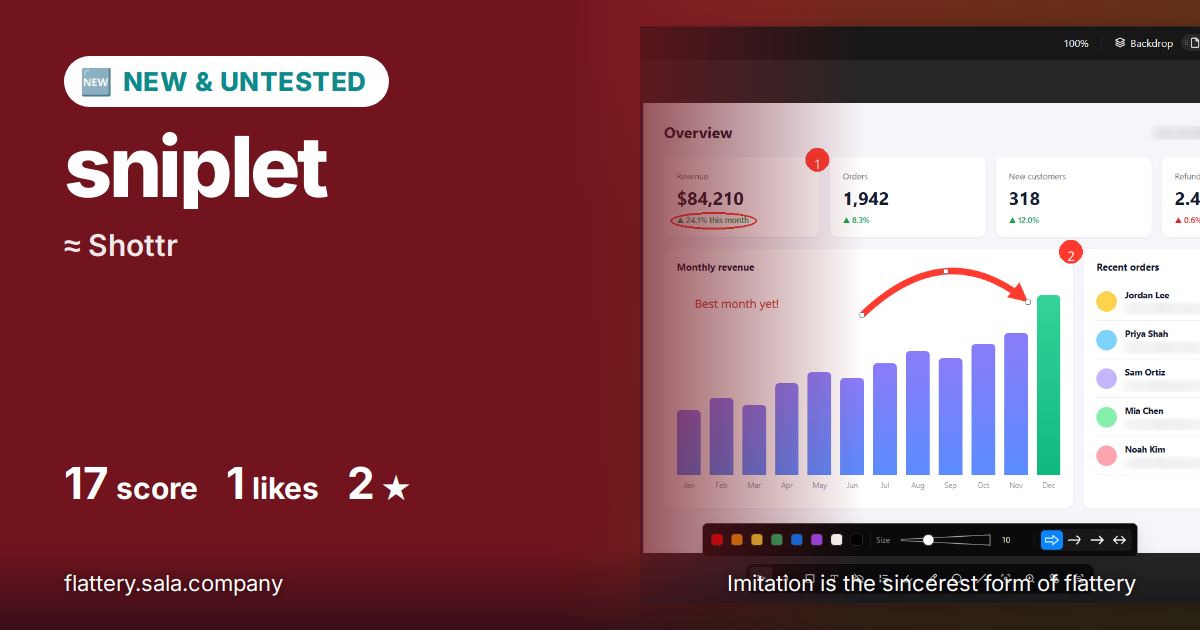 NEW NEW & UNTESTED
sniplet
≈ Shottr
17 score 1 likes 2 ★
flattery.sala.company
100% Backdrop
Overview
1
Revenue
$84,210
▲ 24.1% this month
Orders
1,942
▲ 8.3%
New customers
318
▲ 12.0%
Refund
2.4
▲ 0.6%
2
Monthly revenue
Best month yet!
Jan Feb Mar Apr May Jun Jul Aug Sep Oct Nov Dec
Recent orders
Jordan Lee
Priya Shah
Sam Ortiz
Mia Chen
Noah Kim
Size 10
Imitation is the sincerest form of flattery